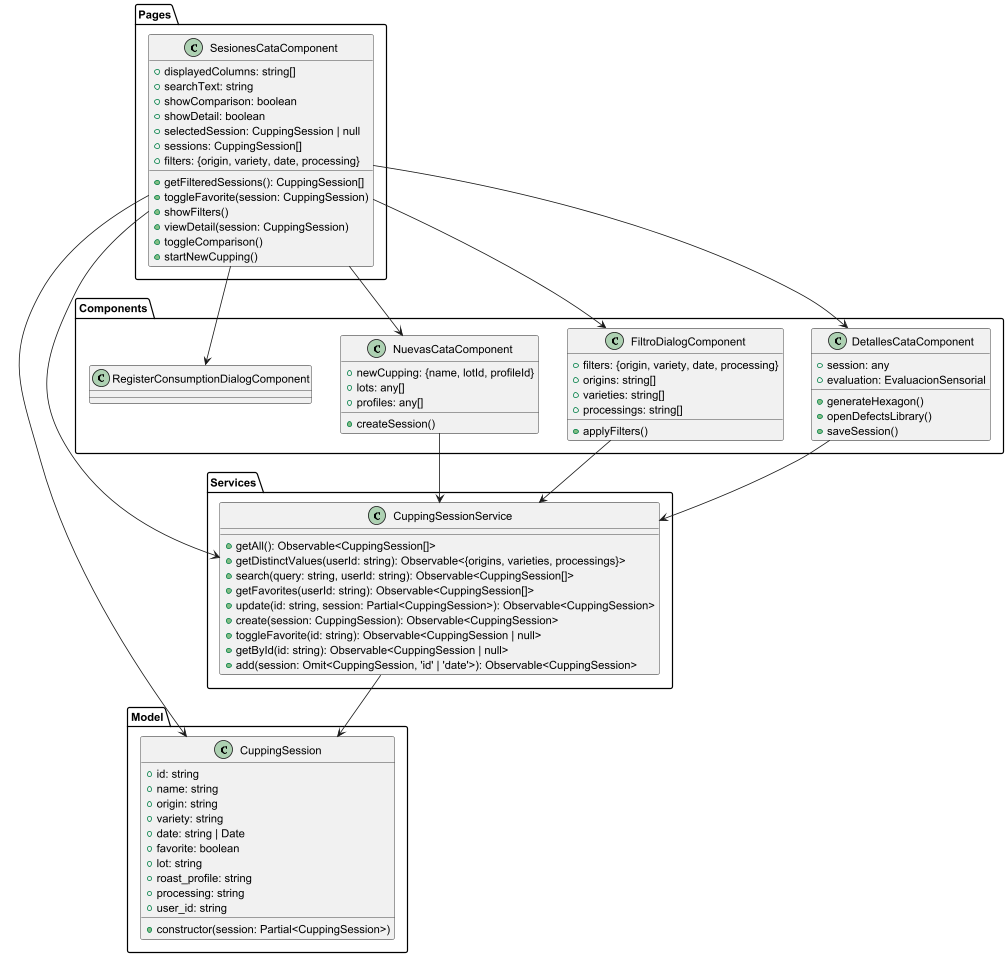 Pages
C SesionesCataComponent
displayedColumns: string[]
searchText: string
showComparison: boolean
showDetail: boolean
selectedSession: CuppingSession | null
sessions: CuppingSession[]
filters: {origin, variety, date, processing}
getFilteredSessions(): CuppingSession[]
toggleFavorite(session: CuppingSession)
showFilters()
viewDetail(session: CuppingSession)
toggleComparison()
startNewCupping()
Components
C RegisterConsumptionDialogComponent
C NuevasCataComponent
newCupping: {name, lotId, profileId}
lots: any[]
profiles: any[]
createSession()
C FiltroDialogComponent
filters: {origin, variety, date, processing}
origins: string[]
varieties: string[]
processings: string[]
applyFilters()
C DetallesCataComponent
session: any
evaluation: EvaluacionSensorial
generateHexagon()
openDefectsLibrary()
saveSession()
Services
C CuppingSessionService
getAll(): Observable<CuppingSession[]>
getDistinctValues(userId: string): Observable<{origins, varieties, processings}>
search(query: string, userId: string): Observable<CuppingSession[]>
getFavorites(userId: string): Observable<CuppingSession[]>
update(id: string, session: Partial<CuppingSession>): Observable<CuppingSession>
create(session: CuppingSession): Observable<CuppingSession>
toggleFavorite(id: string): Observable<CuppingSession | null>
getById(id: string): Observable<CuppingSession | null>
add(session: Omit<CuppingSession, 'id' | 'date'>): Observable<CuppingSession>
Model
C CuppingSession
id: string
name: string
origin: string
variety: string
date: string | Date
favorite: boolean
lot: string
roast_profile: string
processing: string
user_id: string
constructor(session: Partial<CuppingSession>)